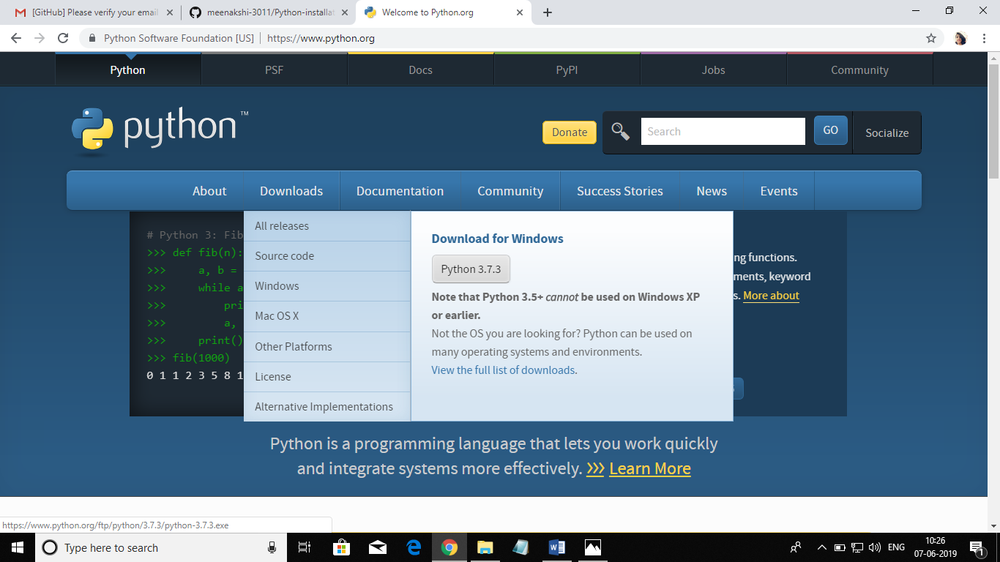 [GitHub] Please verify your email
meenakshi-3011/Python-installat
Welcome to Python.org
Python Software Foundation [US] | https://www.python.org
Python
PSF
Docs
PyPI
Jobs
Community
python™
Donate
Search
GO
Socialize
About
Downloads
Documentation
Community
Success Stories
News
Events
# Python 3: Fib
>>> def fib(n):
>>> a, b =
>>> while a
>>> pri
>>> a,
>>> print()
>>> fib(1000)
0 1 1 2 3 5 8 1
All releases
Source code
Windows
Mac OS X
Other Platforms
License
Alternative Implementations
Download for Windows
Python 3.7.3
Note that Python 3.5+ cannot be used on Windows XP
or earlier.
Not the OS you are looking for? Python can be used on
many operating systems and environments.
View the full list of downloads.
ng functions.
ments, keyword
s. More about
Python is a programming language that lets you work quickly
and integrate systems more effectively. >>> Learn More
https://www.python.org/ftp/python/3.7.3/python-3.7.3.exe
Type here to search
ENG
10:26
07-06-2019
1